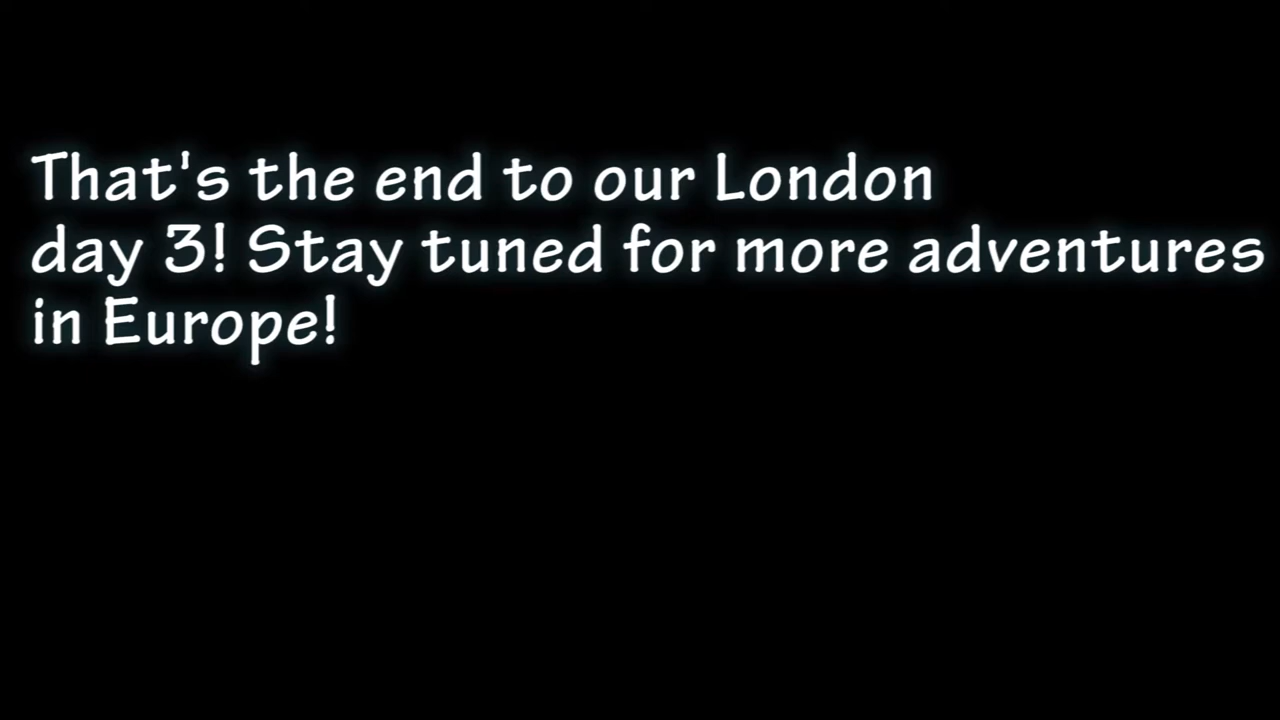 That's the end to our London
day 3! Stay tuned for more adventures
in Europe!